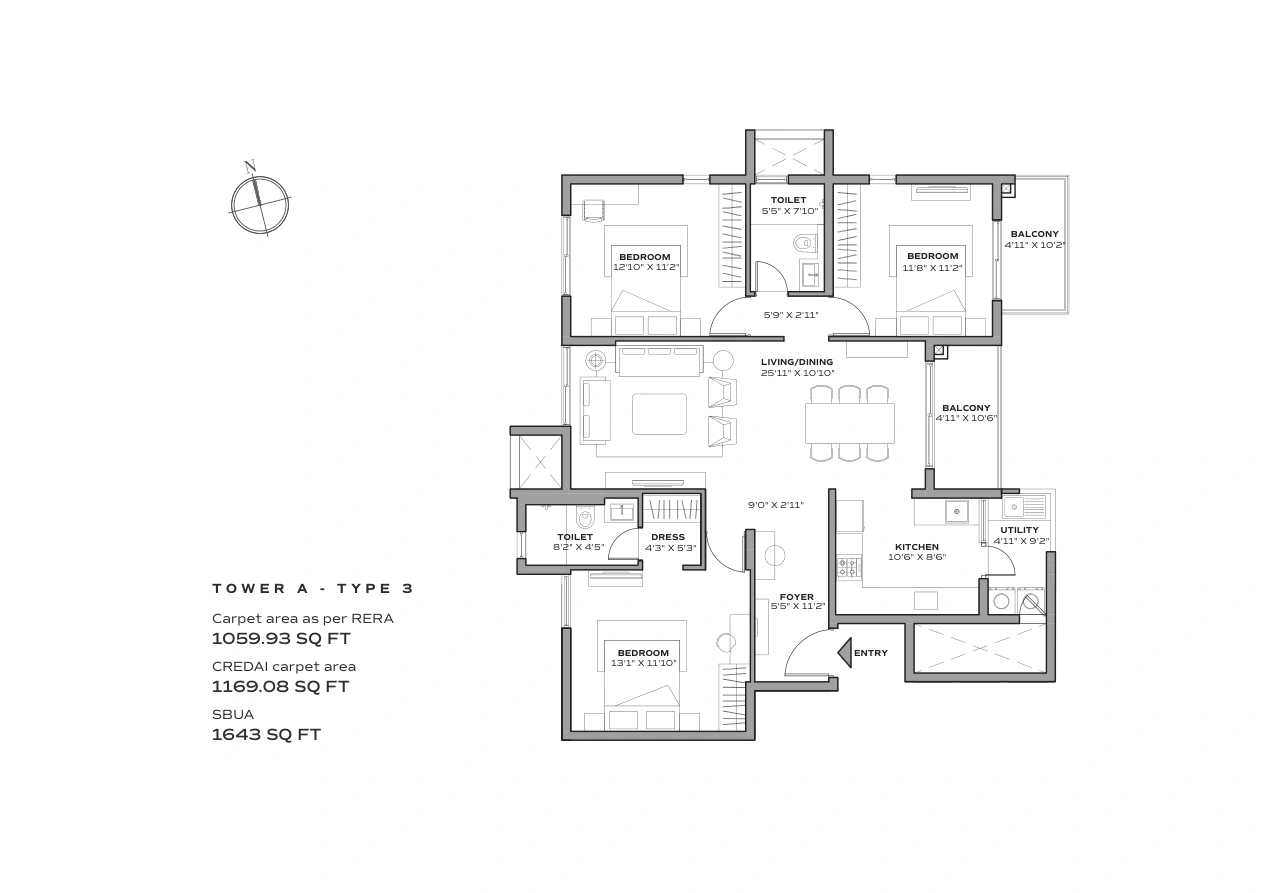 N
TOILET
5'5" X 7'10"
BEDROOM
12'10" X 11'2"
BEDROOM
11'8" X 11'2"
BALCONY
4'11" X 10'2"
5'9" X 2'11"
LIVING/DINING
25'11" X 10'10"
BALCONY
4'11" X 10'6"
9'0" X 2'11"
TOILET
8'2" X 4'5"
DRESS
4'3" X 5'3"
KITCHEN
10'6" X 8'6"
UTILITY
4'11" X 9'2"
FOYER
5'5" X 11'2"
BEDROOM
13'1" X 11'10"
ENTRY
TOWER A - TYPE 3
Carpet area as per RERA
1059.93 SQ FT
CREDAI carpet area
1169.08 SQ FT
SBUA
1643 SQ FT